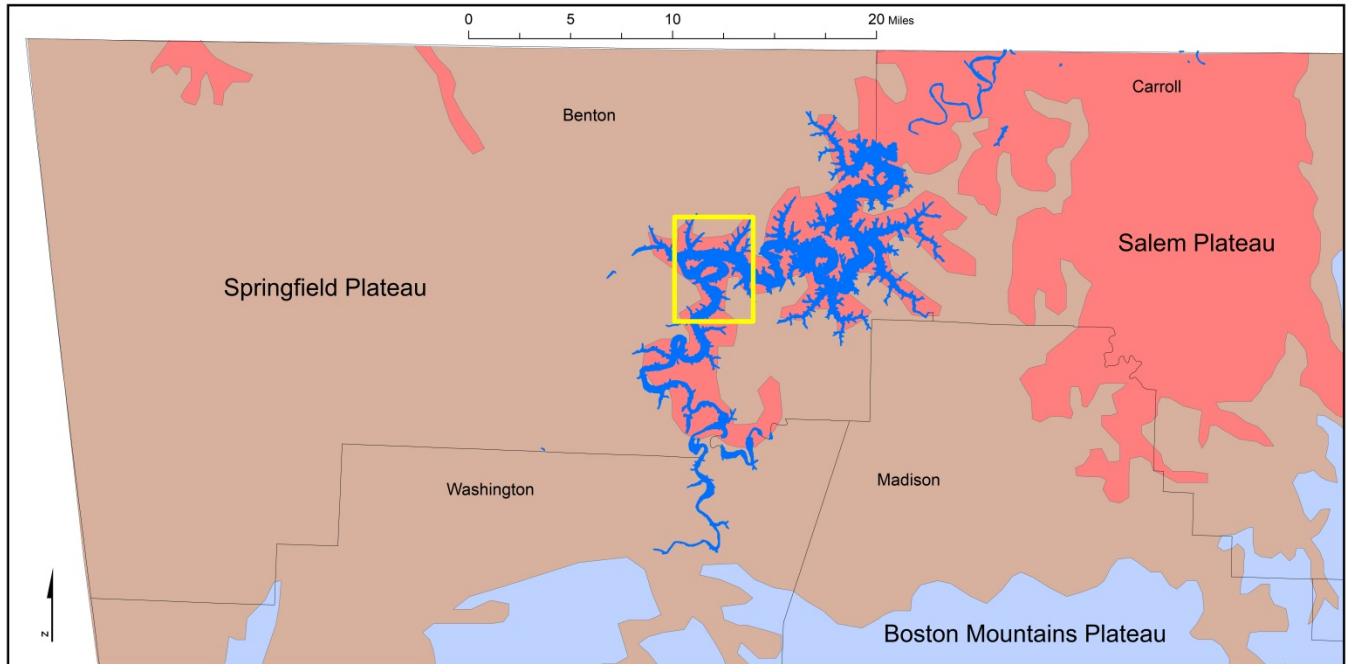 0 5 10 20 Miles
Carroll
Benton
Salem Plateau
Springfield Plateau
Madison
Washington
Boston Mountains Plateau
N